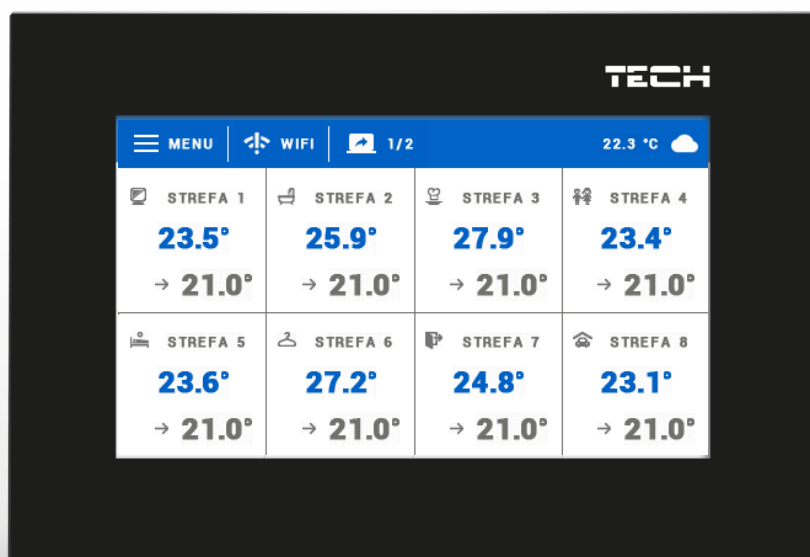 TECH
MENU WIFI 1/2 22.3 °C
STREFA 1 STREFA 2 STREFA 3 STREFA 4
23.5° 25.9° 27.9° 23.4°
→ 21.0° → 21.0° → 21.0° → 21.0°
STREFA 5 STREFA 6 STREFA 7 STREFA 8
23.6° 27.2° 24.8° 23.1°
→ 21.0° → 21.0° → 21.0° → 21.0°